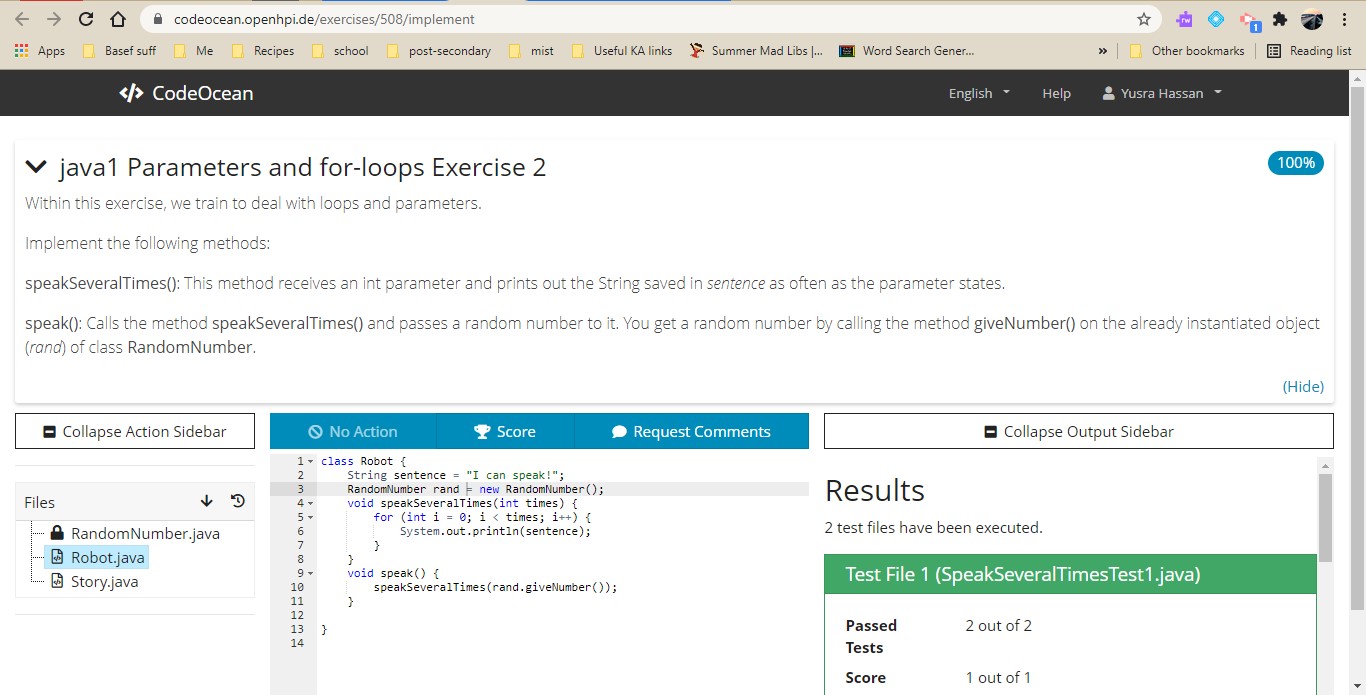 codeocean.openhpi.de/exercises/508/implement
1
Apps Basef suff Me Recipes school post-secondary mist Useful KA links Summer Mad Libs |... Word Search Gener... » Other bookmarks Reading list
CodeOcean English Help Yusra Hassan
java1 Parameters and for-loops Exercise 2 100%
Within this exercise, we train to deal with loops and parameters.
Implement the following methods:
speakSeveralTimes(): This method receives an int parameter and prints out the String saved in sentence as often as the parameter states.
speak(): Calls the method speakSeveralTimes() and passes a random number to it. You get a random number by calling the method giveNumber() on the already instantiated object
(rand) of class RandomNumber.
(Hide)
Collapse Action Sidebar No Action Score Request Comments Collapse Output Sidebar
Files
RandomNumber.java
Robot.java
Story.java
1 class Robot {
2 String sentence = "I can speak!";
3 RandomNumber rand = new RandomNumber();
4 void speakSeveralTimes(int times) {
5 for (int i = 0; i < times; i++) {
6 System.out.println(sentence);
7 }
8 }
9 void speak() {
10 speakSeveralTimes(rand.giveNumber());
11 }
12
13 }
14
Results
2 test files have been executed.
Test File 1 (SpeakSeveralTimesTest1.java)
Passed Tests 2 out of 2
Score 1 out of 1